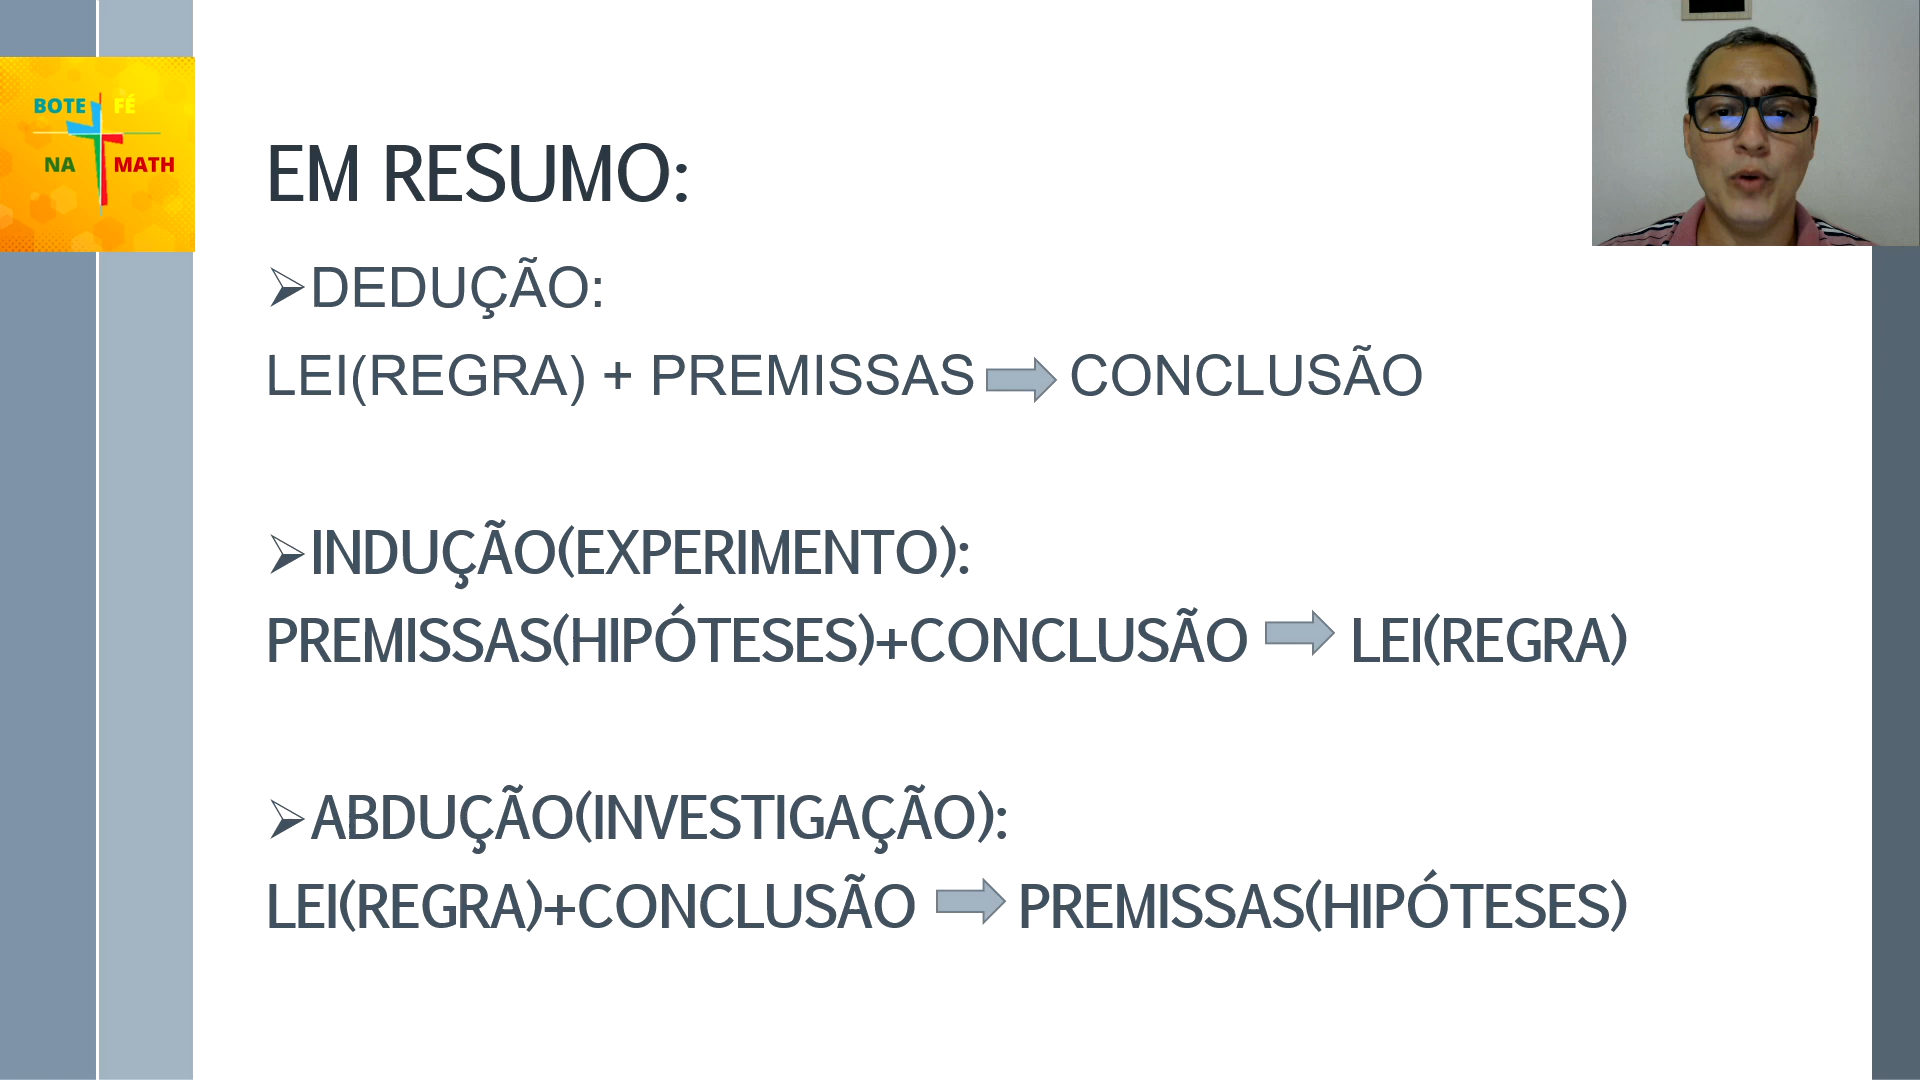 BOTE FÉ
NA MATH
EM RESUMO:
➢DEDUÇÃO:
LEI(REGRA) + PREMISSAS ➡ CONCLUSÃO
➢INDUÇÃO(EXPERIMENTO):
PREMISSAS(HIPÓTESES)+CONCLUSÃO ➡ LEI(REGRA)
➢ABDUÇÃO(INVESTIGAÇÃO):
LEI(REGRA)+CONCLUSÃO ➡ PREMISSAS(HIPÓTESES)